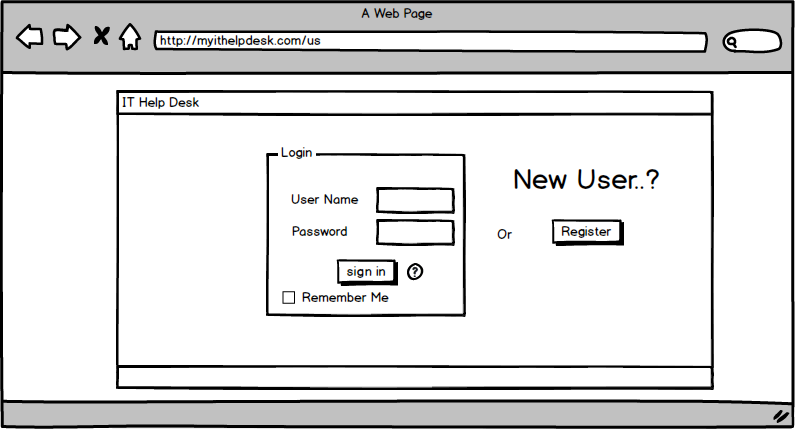 A Web Page
http://myithelpdesk.com/us
IT Help Desk
Login
User Name
Password
sign in ?
Remember Me
New User..?
Or Register